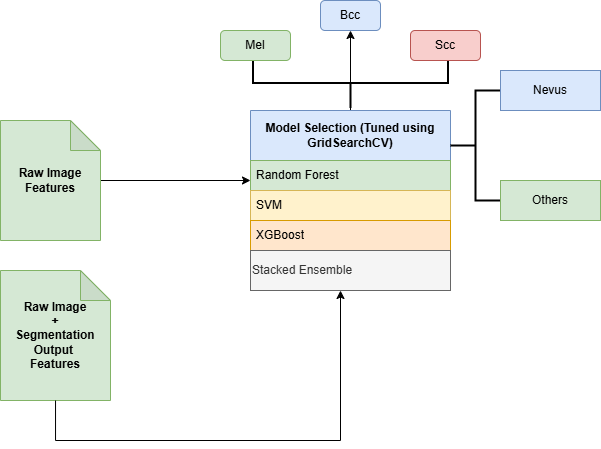 Bcc
Mel
Scc
Nevus
Model Selection (Tuned using
GridSearchCV)
Raw Image
Features
Random Forest
SVM
Others
XGBoost
Stacked Ensemble
Raw Image
+
Segmentation
Output
Features